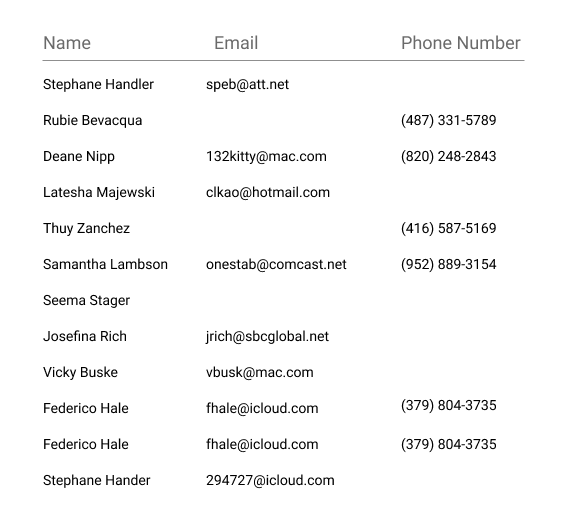 Name Email Phone Number
Stephane Handler speb@att.net
Rubie Bevacqua (487) 331-5789
Deane Nipp 132kitty@mac.com (820) 248-2843
Latesha Majewski clkao@hotmail.com
Thuy Zanchez (416) 587-5169
Samantha Lambson onestab@comcast.net (952) 889-3154
Seema Stager
Josefina Rich jrich@sbcglobal.net
Vicky Buske vbusk@mac.com
Federico Hale fhale@icloud.com (379) 804-3735
Federico Hale fhale@icloud.com (379) 804-3735
Stephane Hander 294727@icloud.com